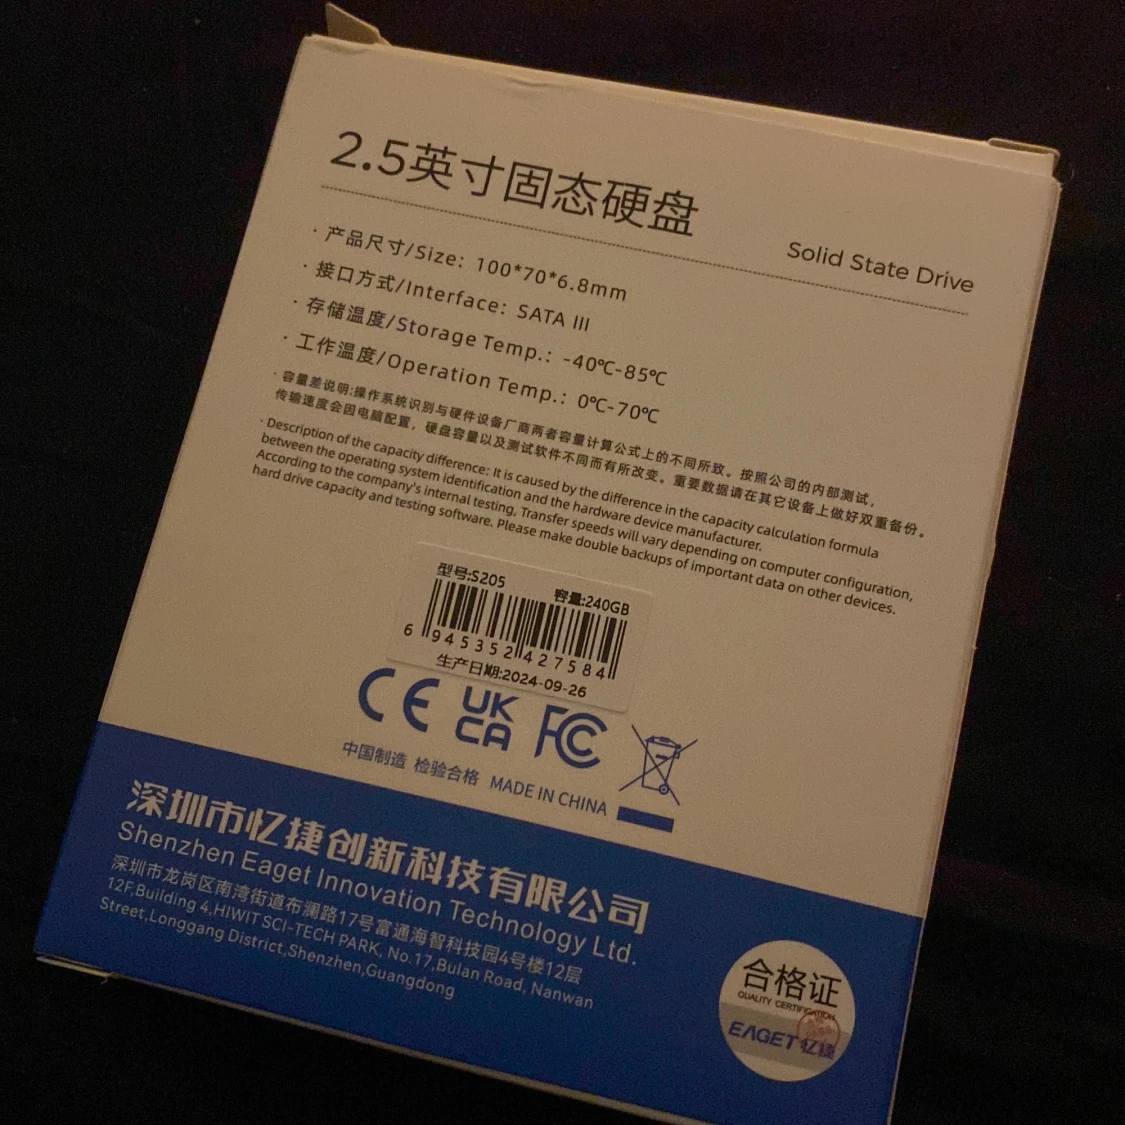 2.5英寸固态硬盘
Solid State Drive
· 产品尺寸/Size: 100*70*6.8mm
· 接口方式/Interface: SATA III
· 存储温度/Storage Temp.: -40℃-85℃
· 工作温度/Operation Temp.: 0℃-70℃
· 容量差说明:操作系统识别与硬件设备厂商两者容量计算公式上的不同所致。按照公司的内部测试，
传输速度会因电脑配置，硬盘容量以及测试软件不同而有所改变。重要数据请在其它设备上做好双重备份。
· Description of the capacity difference: It is caused by the difference in the capacity calculation formula
between the operating system identification and the hardware device manufacturer.
According to the company's internal testing, Transfer speeds will vary depending on computer configuration,
hard drive capacity and testing software. Please make double backups of important data on other devices.
型号:S205
容量:240GB
6 945352 427584
生产日期:2024-09-26
CE UK CA FC
中国制造 检验合格 MADE IN CHINA
深圳市忆捷创新科技有限公司
Shenzhen Eaget Innovation Technology Ltd.
深圳市龙岗区南湾街道布澜路17号富通海智科技园4号楼12层
12F,Building 4,HIWIT SCI-TECH PARK, No.17,Bulan Road, Nanwan
Street,Longgang District,Shenzhen,Guangdong
合格证
QUALITY CERTIFICATION
EAGET 忆捷